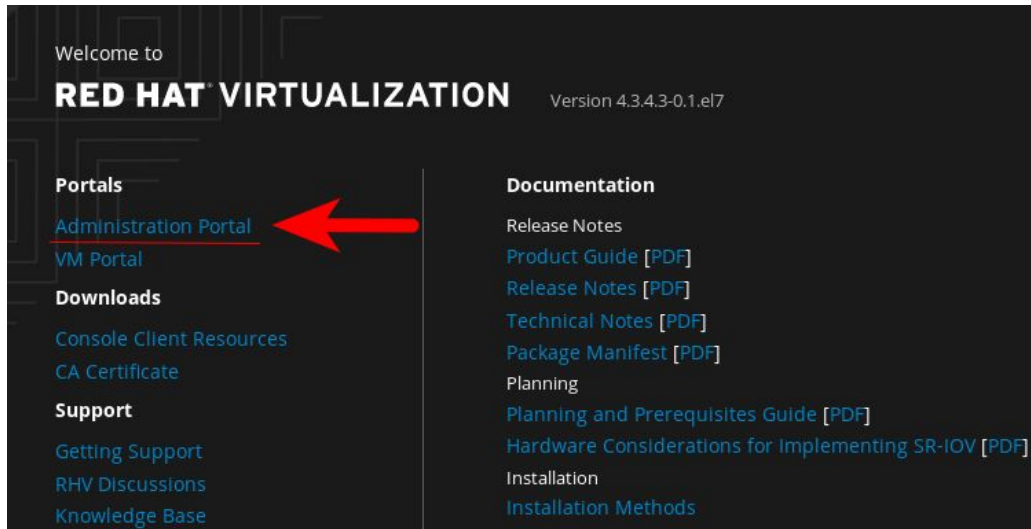 Welcome to
RED HAT® VIRTUALIZATION Version 4.3.4.3-0.1.el7
Portals
Administration Portal
VM Portal
Downloads
Console Client Resources
CA Certificate
Support
Getting Support
RHV Discussions
Knowledge Base
Documentation
Release Notes
Product Guide [PDF]
Release Notes [PDF]
Technical Notes [PDF]
Package Manifest [PDF]
Planning
Planning and Prerequisites Guide [PDF]
Hardware Considerations for Implementing SR-IOV [PDF]
Installation
Installation Methods